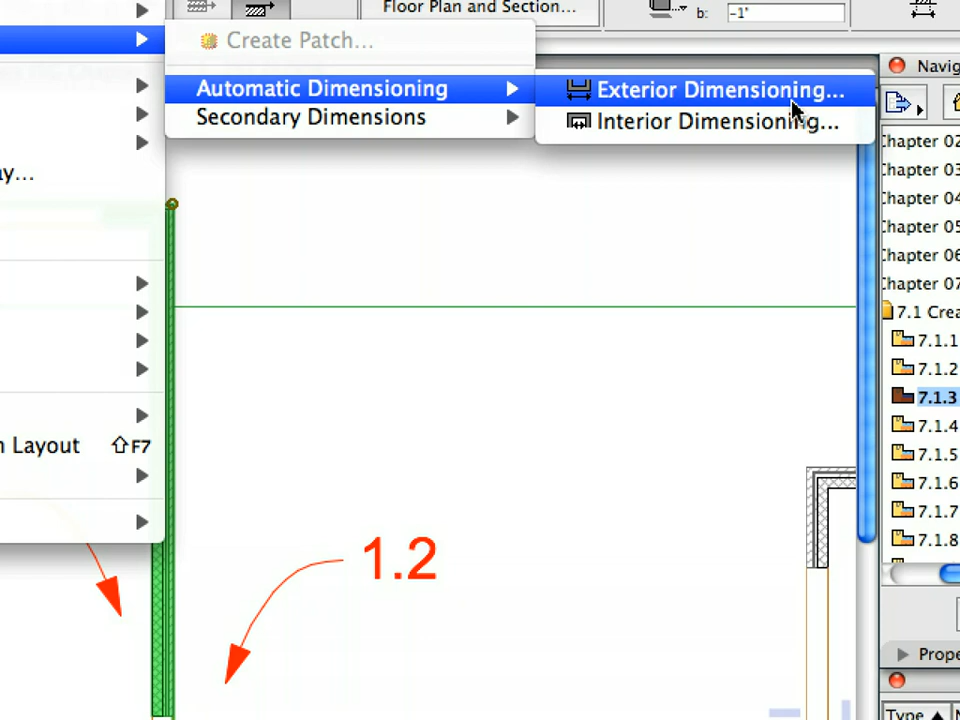 Floor Plan and Section...
b: -1'
Create Patch...
Navig
Automatic Dimensioning
Exterior Dimensioning...
Secondary Dimensions
Interior Dimensioning...
Chapter 02
Chapter 03
ay...
Chapter 04
Chapter 05
Chapter 06
Chapter 07
7.1 Crea
7.1.1
7.1.2
7.1.3
7.1.4
n Layout ⇧F7
7.1.5
7.1.6
7.1.7
7.1.8
1.2
Prope
Type